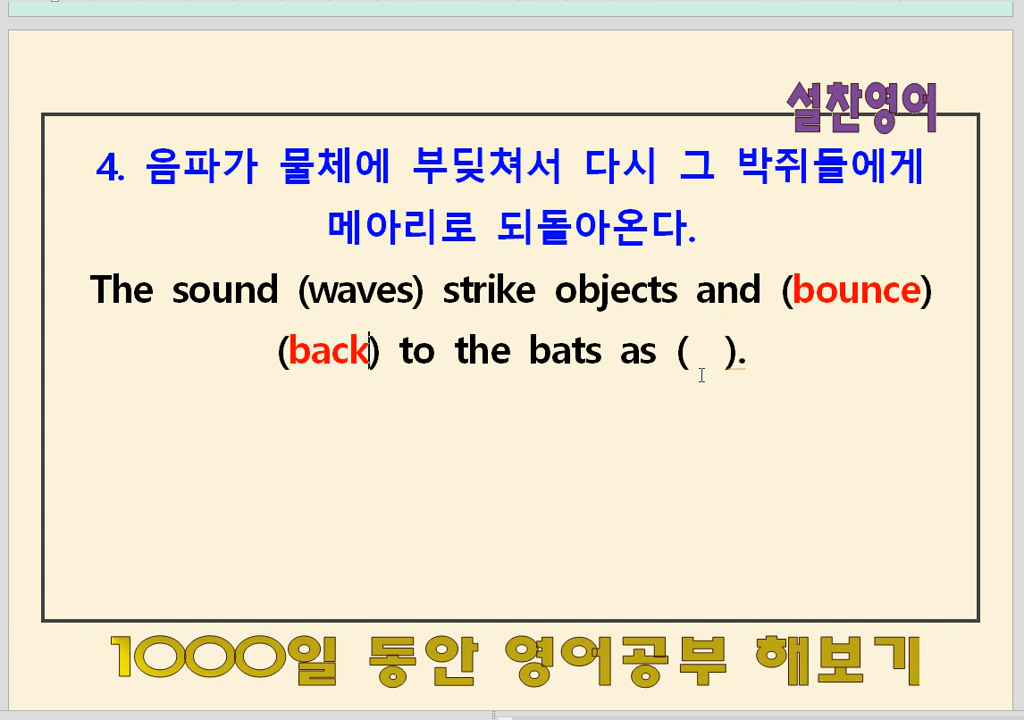 설찬영어
4. 음파가 물체에 부딪쳐서 다시 그 박쥐들에게
메아리로 되돌아온다.
The sound (waves) strike objects and (bounce)
(back) to the bats as (  ).
1000일 동안 영어공부 해보기